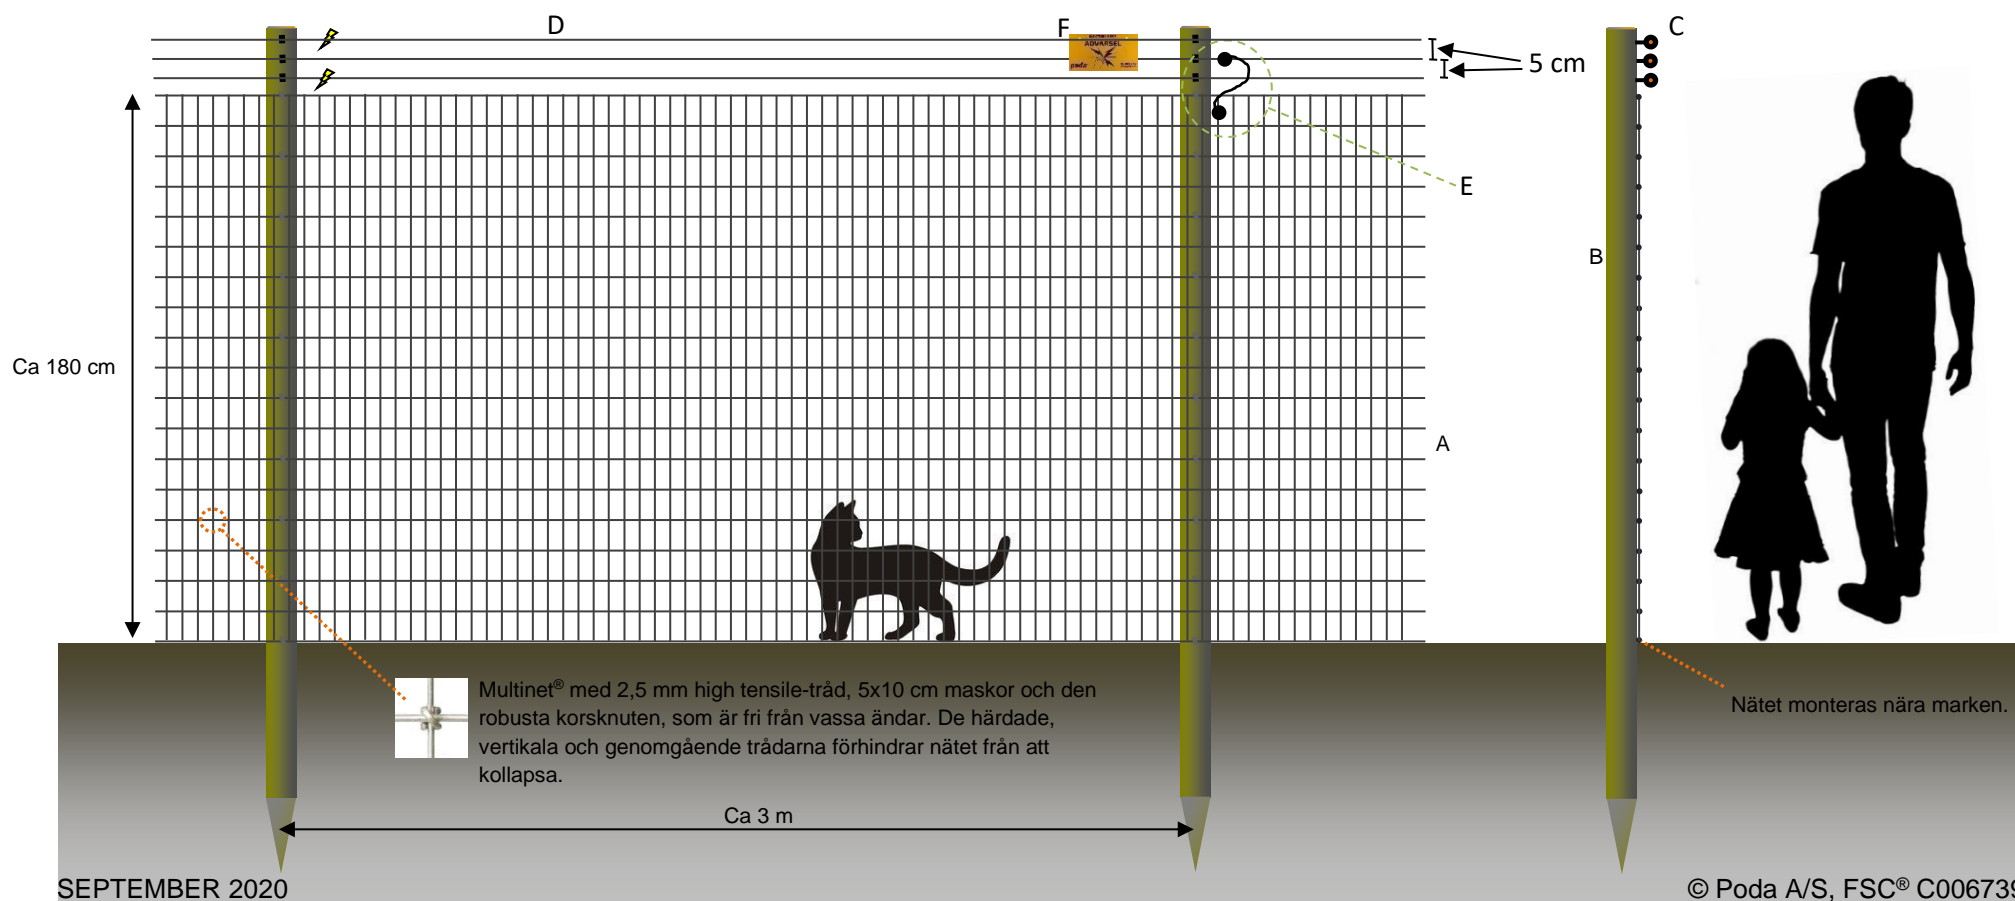 D
F
C
ADVARSEL
poda
5 cm
E
B
Ca 180 cm
A
Multinet® med 2,5 mm high tensile-tråd, 5x10 cm maskor och den
robusta korsknuten, som är fri från vassa ändar. De härdade,
vertikala och genomgående trådarna förhindrar nätet från att
kollapsa.
Nätet monteras nära marken.
Ca 3 m
SEPTEMBER 2020
© Poda A/S, FSC® C006739